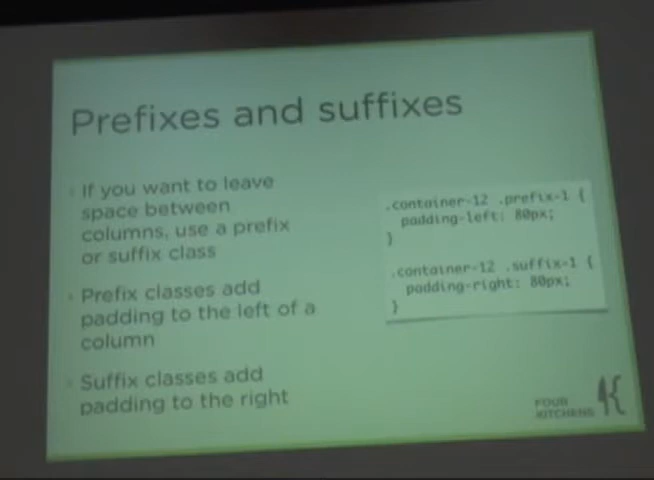 Prefixes and suffixes
If you want to leave
space between
columns, use a prefix
or suffix class
Prefix classes add
padding to the left of a
column
Suffix classes add
padding to the right
.container-12 .prefix-1 {
padding-left: 80px;
}
.container-12 .suffix-1 {
padding-right: 80px;
}
FOUR
KITCHENS